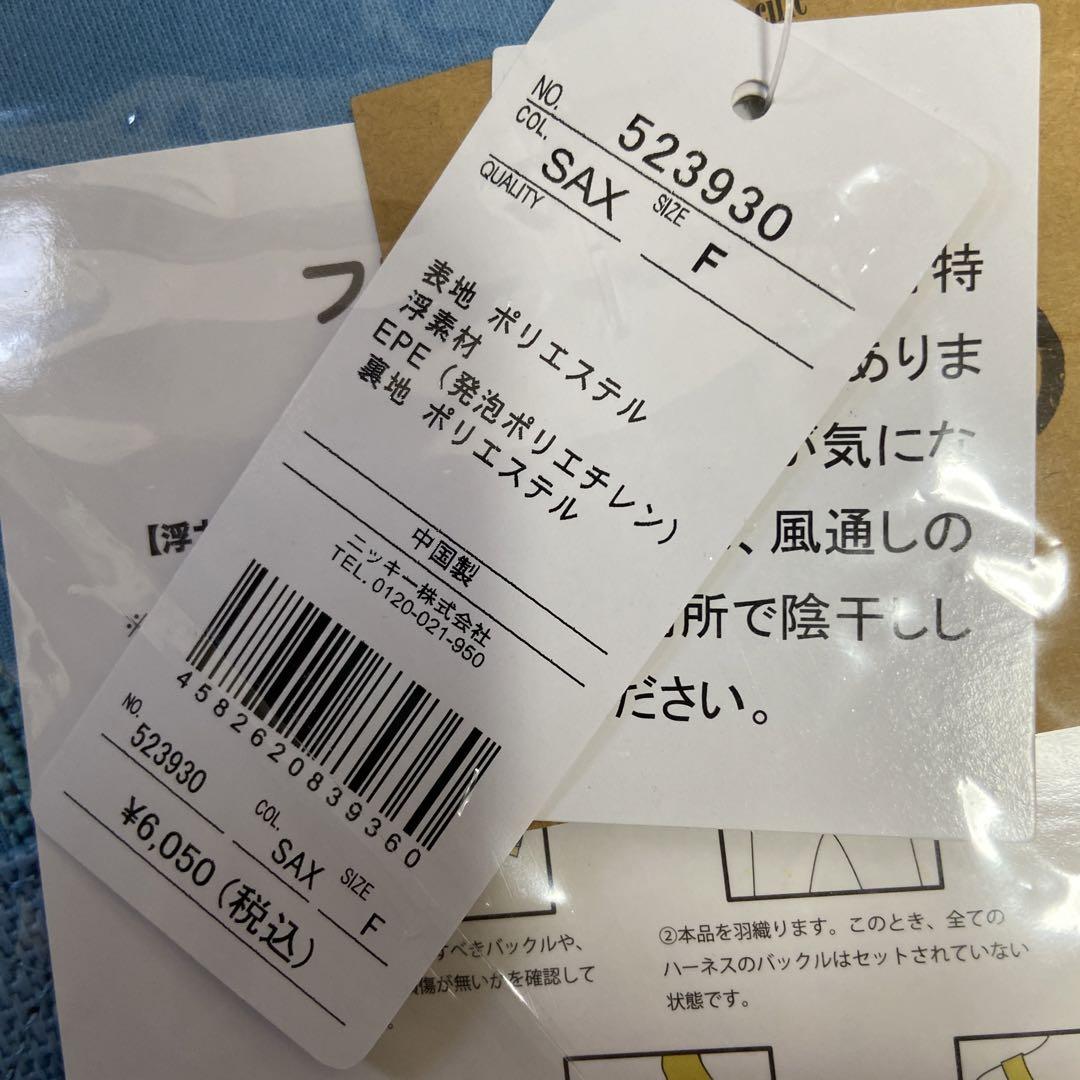 NO. 523930
COL. SAX SIZE F
QUALITY
表地 ポリエステル
浮素材
EPE(発泡ポリエチレン)
裏地 ポリエステル
中国製
ニッキー株式会社
TEL.0120-021-950
4582620839360
NO. 523930 COL. SAX SIZE F
¥6,050(税込)
特
ありま
気にな
、風通しの
所で陰干しし
ださい。
フ
【浮
※
べきバックルや、
傷が無いかを確認して
。
②本品を羽織ります。このとき、全ての
ハーネスのバックルはセットされていない
状態です。